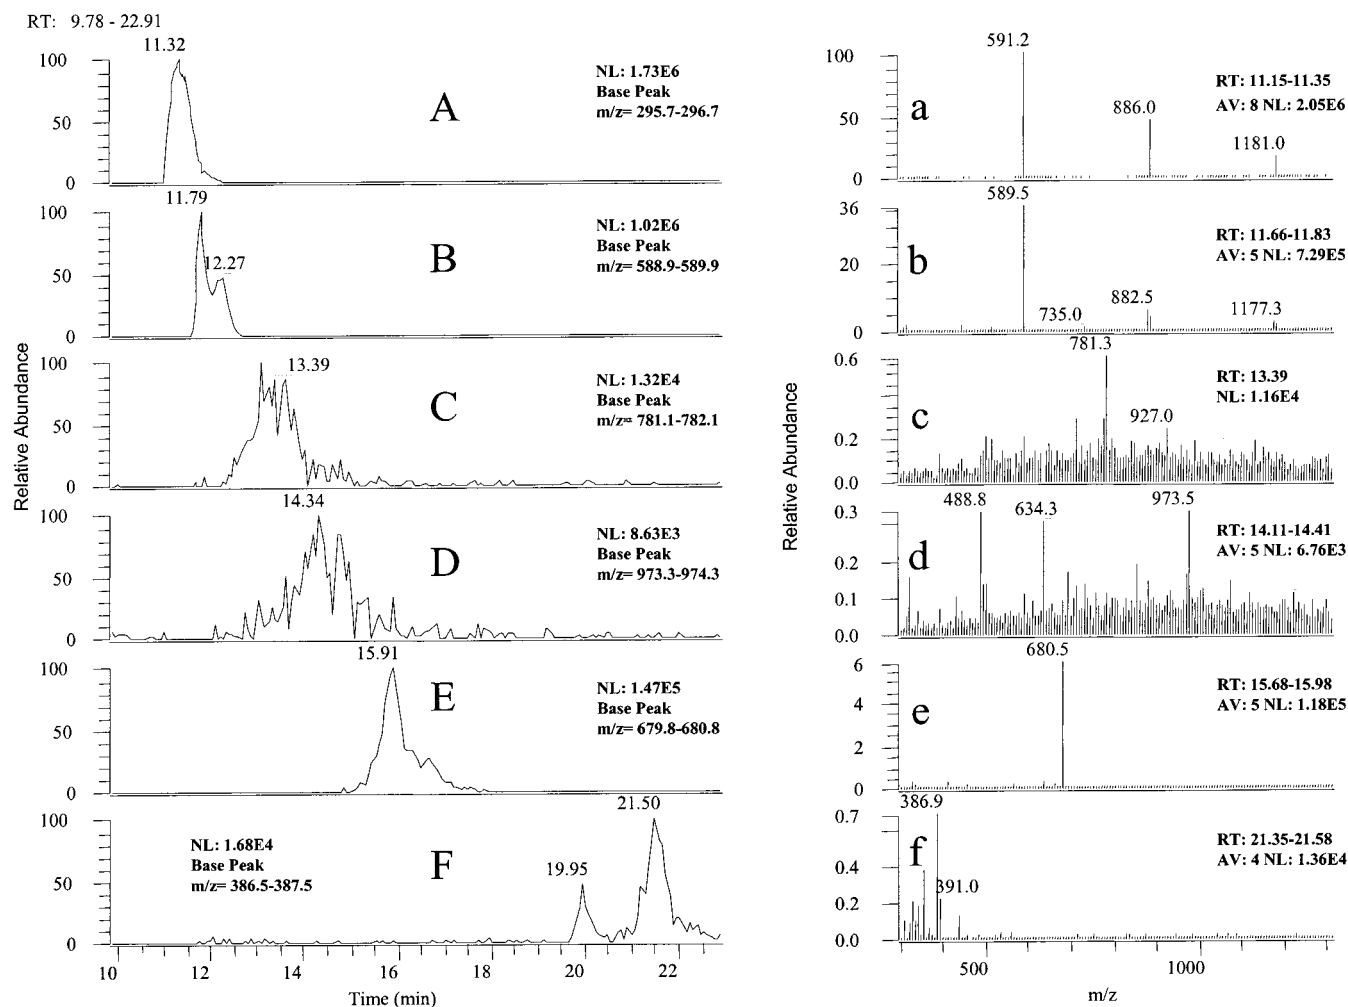 RT: 9.78 - 22.91
Relative Abundance
11.32
100
50
0
A
NL: 1.73E6
Base Peak
m/z= 295.7-296.7
11.79
12.27
100
50
0
B
NL: 1.02E6
Base Peak
m/z= 588.9-589.9
13.39
100
50
0
C
NL: 1.32E4
Base Peak
m/z= 781.1-782.1
14.34
100
50
0
D
NL: 8.63E3
Base Peak
m/z= 973.3-974.3
15.91
100
50
0
E
NL: 1.47E5
Base Peak
m/z= 679.8-680.8
21.50
19.95
100
50
0
F
NL: 1.68E4
Base Peak
m/z= 386.5-387.5
10 12 14 16 18 20 22
Time (min)
Relative Abundance
591.2
886.0
1181.0
100
50
0
a
RT: 11.15-11.35
AV: 8 NL: 2.05E6
589.5
735.0
882.5
1177.3
36
20
0
b
RT: 11.66-11.83
AV: 5 NL: 7.29E5
781.3
927.0
0.6
0.2
0.0
c
RT: 13.39
NL: 1.16E4
488.8
634.3
973.5
0.3
0.2
0.1
0.0
d
RT: 14.11-14.41
AV: 5 NL: 6.76E3
680.5
6
4
2
0
e
RT: 15.68-15.98
AV: 5 NL: 1.18E5
386.9
391.0
0.7
0.4
0.2
0.0
f
RT: 21.35-21.58
AV: 4 NL: 1.36E4
500 1000
m/z